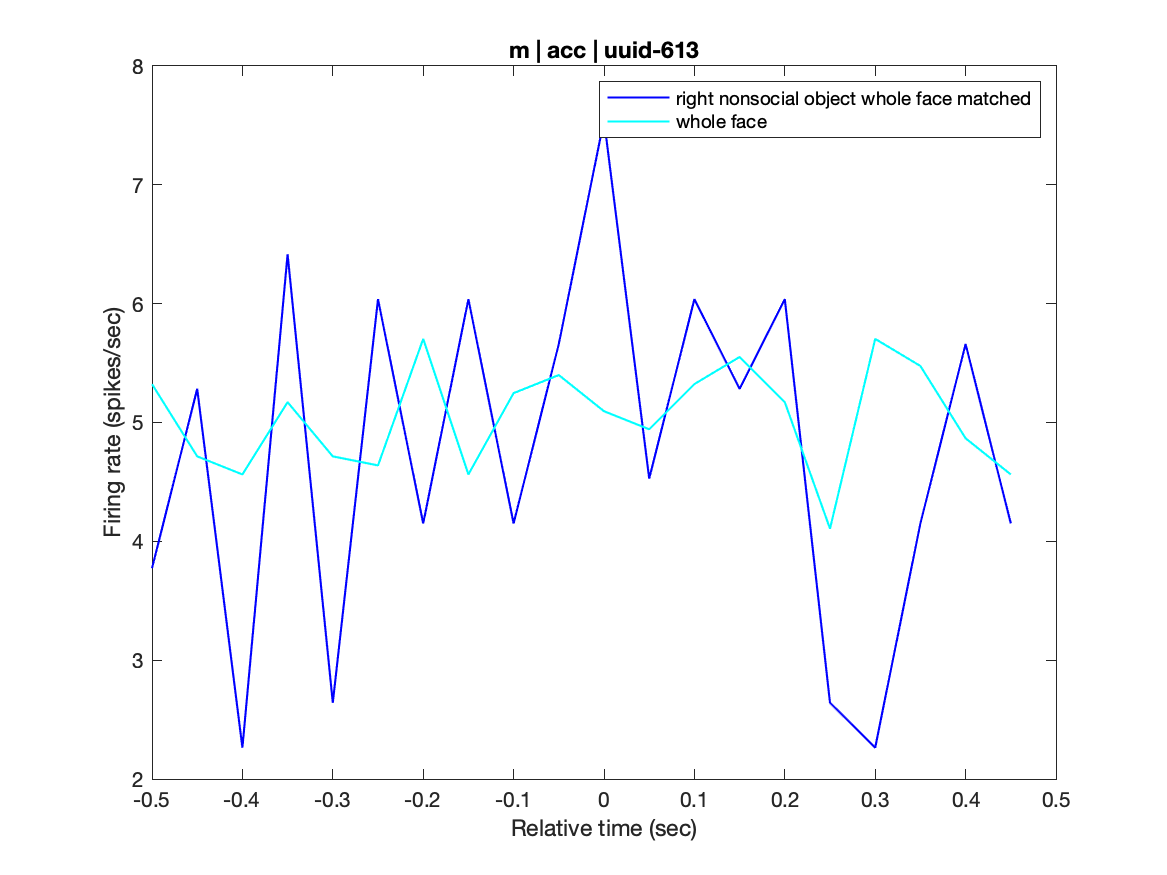 m | acc | uuid-613
right nonsocial object whole face matched
whole face
Firing rate (spikes/sec)
8
7
6
5
4
3
2
-0.5 -0.4 -0.3 -0.2 -0.1 0 0.1 0.2 0.3 0.4 0.5
Relative time (sec)